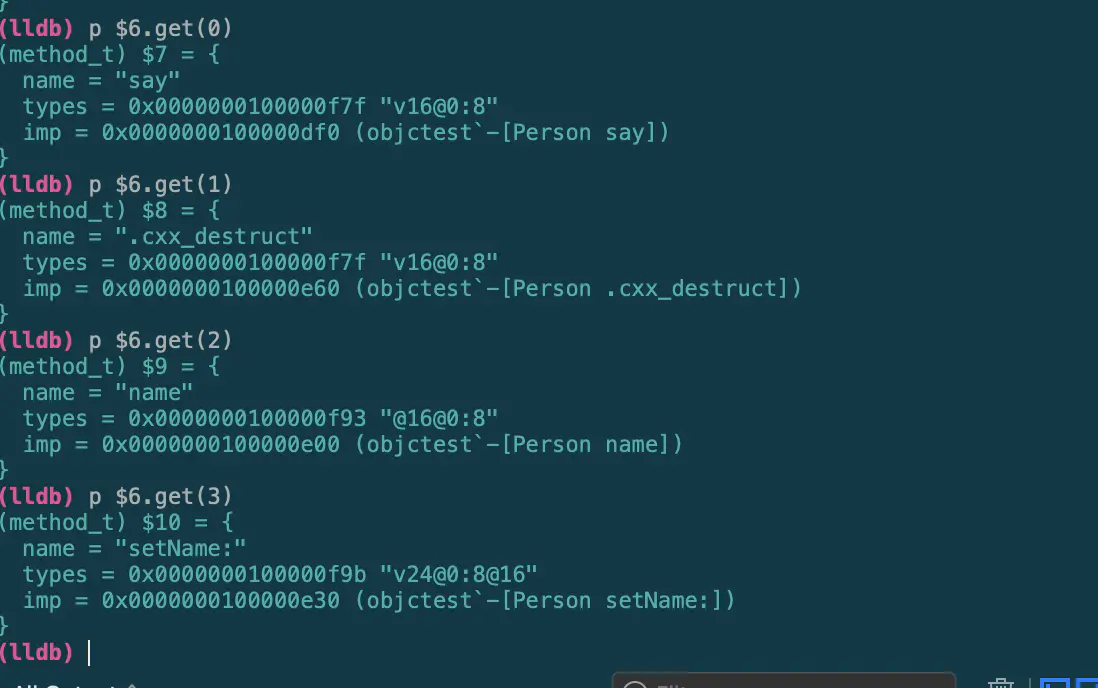 }
(lldb) p $6.get(0)
(method_t) $7 = {
  name = "say"
  types = 0x0000000100000f7f "v16@0:8"
  imp = 0x0000000100000df0 (objctest`-[Person say])
}
(lldb) p $6.get(1)
(method_t) $8 = {
  name = ".cxx_destruct"
  types = 0x0000000100000f7f "v16@0:8"
  imp = 0x0000000100000e60 (objctest`-[Person .cxx_destruct])
}
(lldb) p $6.get(2)
(method_t) $9 = {
  name = "name"
  types = 0x0000000100000f93 "@16@0:8"
  imp = 0x0000000100000e00 (objctest`-[Person name])
}
(lldb) p $6.get(3)
(method_t) $10 = {
  name = "setName:"
  types = 0x0000000100000f9b "v24@0:8@16"
  imp = 0x0000000100000e30 (objctest`-[Person setName:])
}
(lldb)